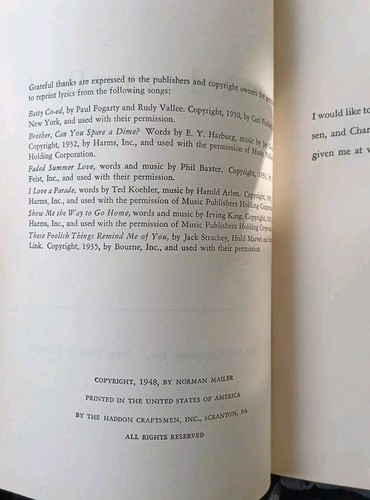 Grateful thanks are expressed to the publishers and copyright owners
to reprint lyrics from the following songs:
Betty Co-ed, by Paul Fogarty and Rudy Vallee. Copyright, 1930, by Carl
New York, and used with their permission.
Brother, Can You Spare a Dime? Words by E. Y. Harburg, music by Jay
Copyright, 1932, by Harms, Inc., and used with the permission of Music
Holding Corporation.
Faded Summer Love, words and music by Phil Baxter. Copyright,
Feist, Inc., and used with their permission.
I Love a Parade, words by Ted Koehler, music by Harold Arlen. Copyright,
Harms, Inc., and used with permission of Music Publishers Holding
Show Me the Way to Go Home, words and music by Irving King. Copyright,
Harms, Inc., and used with permission of Music Publishers Holding
These Foolish Things Remind Me of You, by Jack Strachey, Hold Marvel and
Link. Copyright, 1935, by Bourne, Inc., and used with their permission.
COPYRIGHT, 1948, BY NORMAN MAILER
PRINTED IN THE UNITED STATES OF AMERICA
BY THE HADDON CRAFTSMEN, INC., SCRANTON, PA.
ALL RIGHTS RESERVED
I would like to
sen, and
given me at